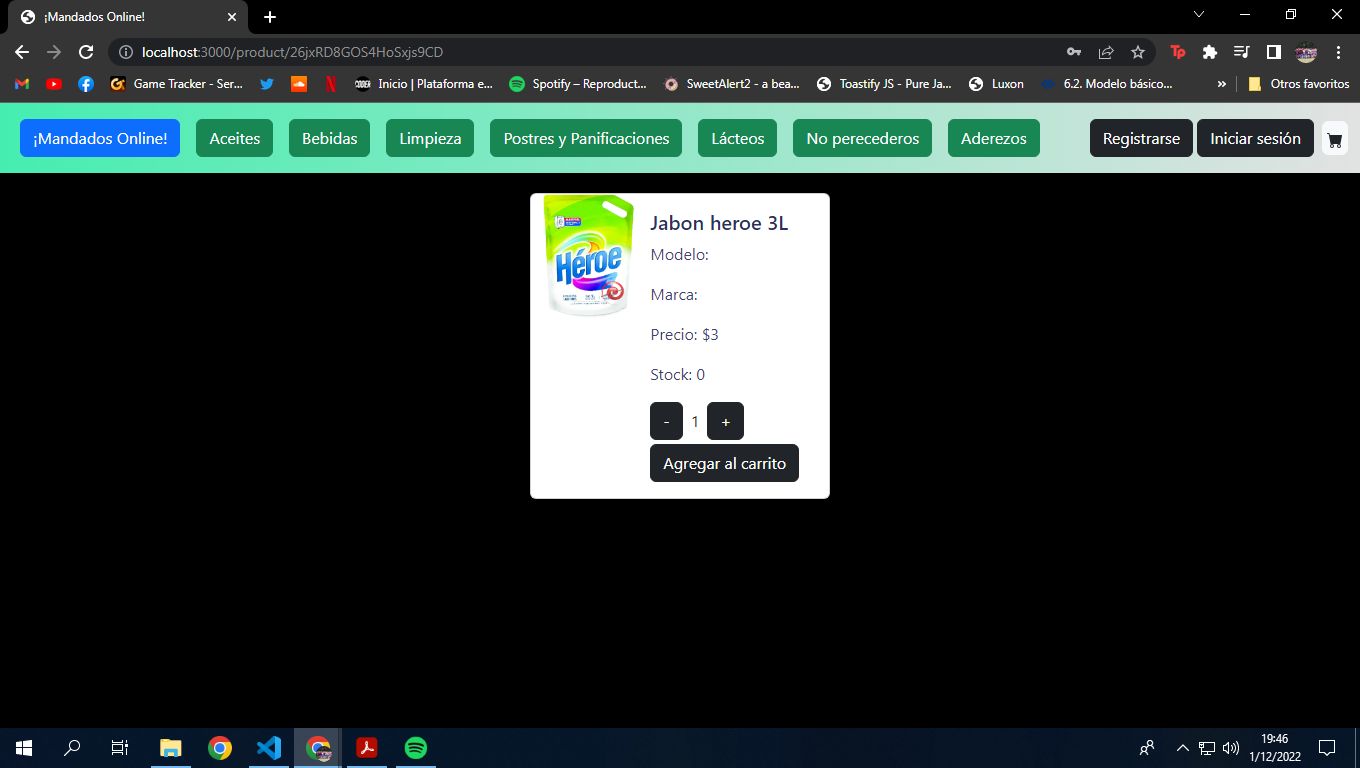 ¡Mandados Online!
localhost:3000/product/26jxRD8GOS4HoSxjs9CD
Tp
Game Tracker - Ser...
Inicio | Plataforma e...
Spotify – Reproduct...
SweetAlert2 - a bea...
Toastify JS - Pure Ja...
Luxon
6.2. Modelo básico...
»
Otros favoritos
¡Mandados Online!
Aceites
Bebidas
Limpieza
Postres y Panificaciones
Lácteos
No perecederos
Aderezos
Registrarse
Iniciar sesión
Héroe
Jabon heroe 3L
Modelo:
Marca:
Precio: $3
Stock: 0
- 1 +
Agregar al carrito
19:46
1/12/2022